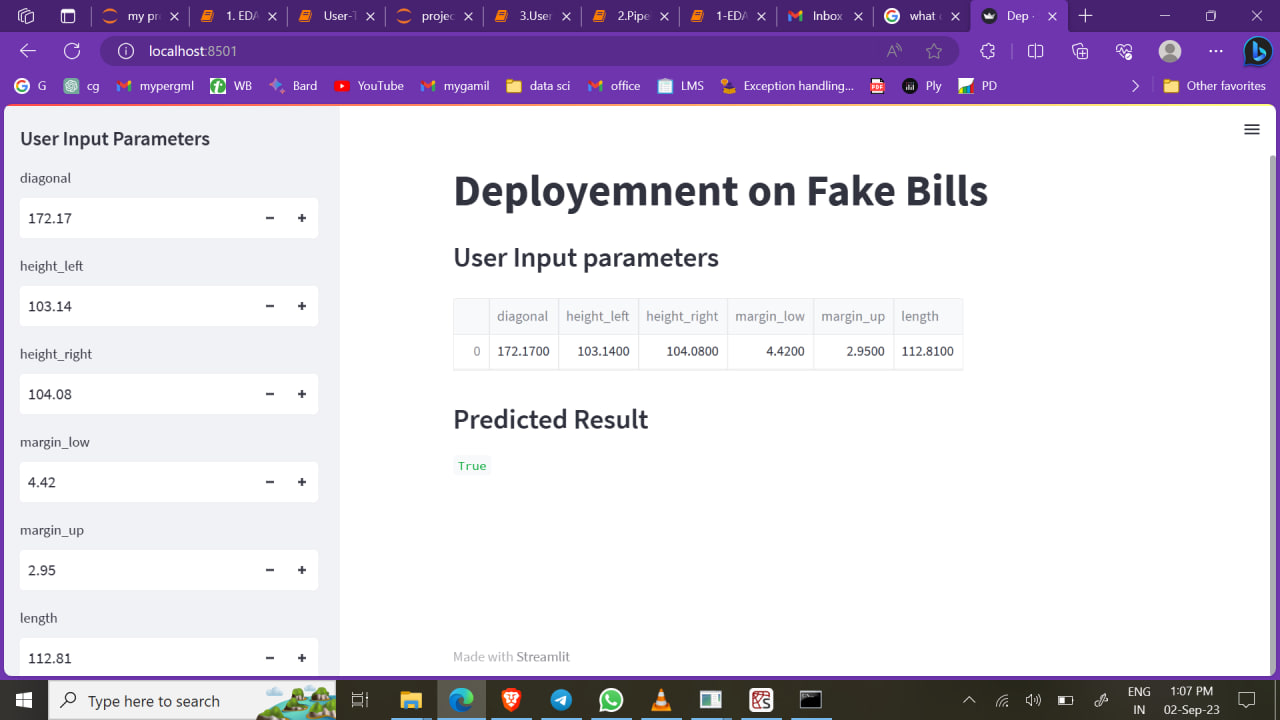 my pro
1. EDA
User-T
projec
3.User
2.Pipe
1-EDA
Inbox
what c
Dep
localhost:8501
G
cg
mypergml
WB
Bard
YouTube
mygamil
data sci
office
LMS
Exception handling...
Ply
PD
Other favorites
User Input Parameters
diagonal
172.17
height_left
103.14
height_right
104.08
margin_low
4.42
margin_up
2.95
length
112.81
Deployemnent on Fake Bills
User Input parameters
diagonal height_left height_right margin_low margin_up length
0 172.1700 103.1400 104.0800 4.4200 2.9500 112.8100
Predicted Result
True
Made with Streamlit
Type here to search
ENG
IN
1:07 PM
02-Sep-23